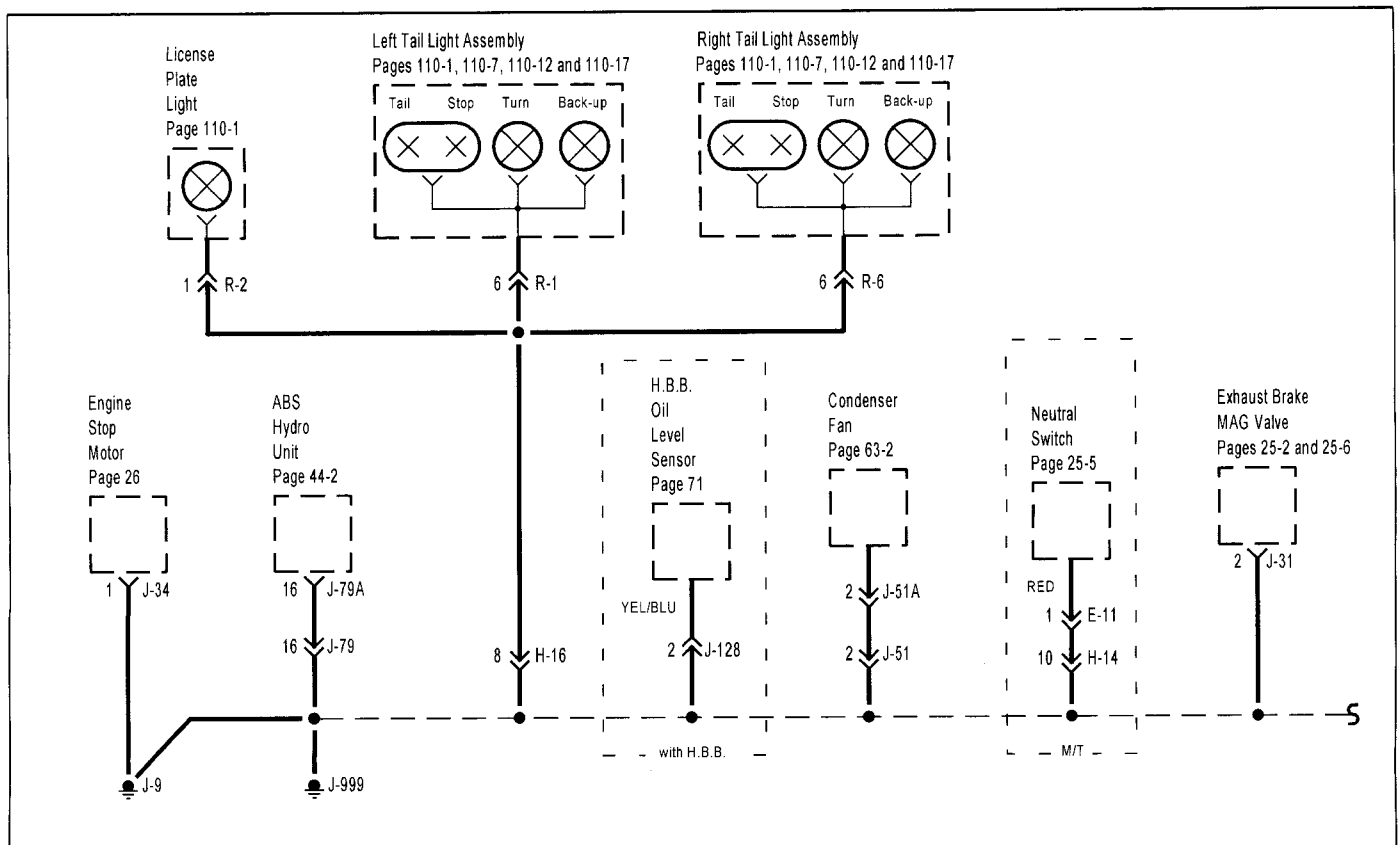 License
Plate
Light
Page 110-1
Left Tail Light Assembly
Pages 110-1, 110-7, 110-12 and 110-17
Tail Stop Turn Back-up
Right Tail Light Assembly
Pages 110-1, 110-7, 110-12 and 110-17
Tail Stop Turn Back-up
1 R-2
6 R-1
6 R-6
Engine
Stop
Motor
Page 26
1 J-34
ABS
Hydro
Unit
Page 44-2
16 J-79A
16 J-79
8 H-16
H.B.B.
Oil
Level
Sensor
Page 71
YEL/BLU
2 J-128
with H.B.B.
Condenser
Fan
Page 63-2
2 J-51A
2 J-51
Neutral
Switch
Page 25-5
RED
1 E-11
10 H-14
M/T
Exhaust Brake
MAG Valve
Pages 25-2 and 25-6
2 J-31
J-9
J-999